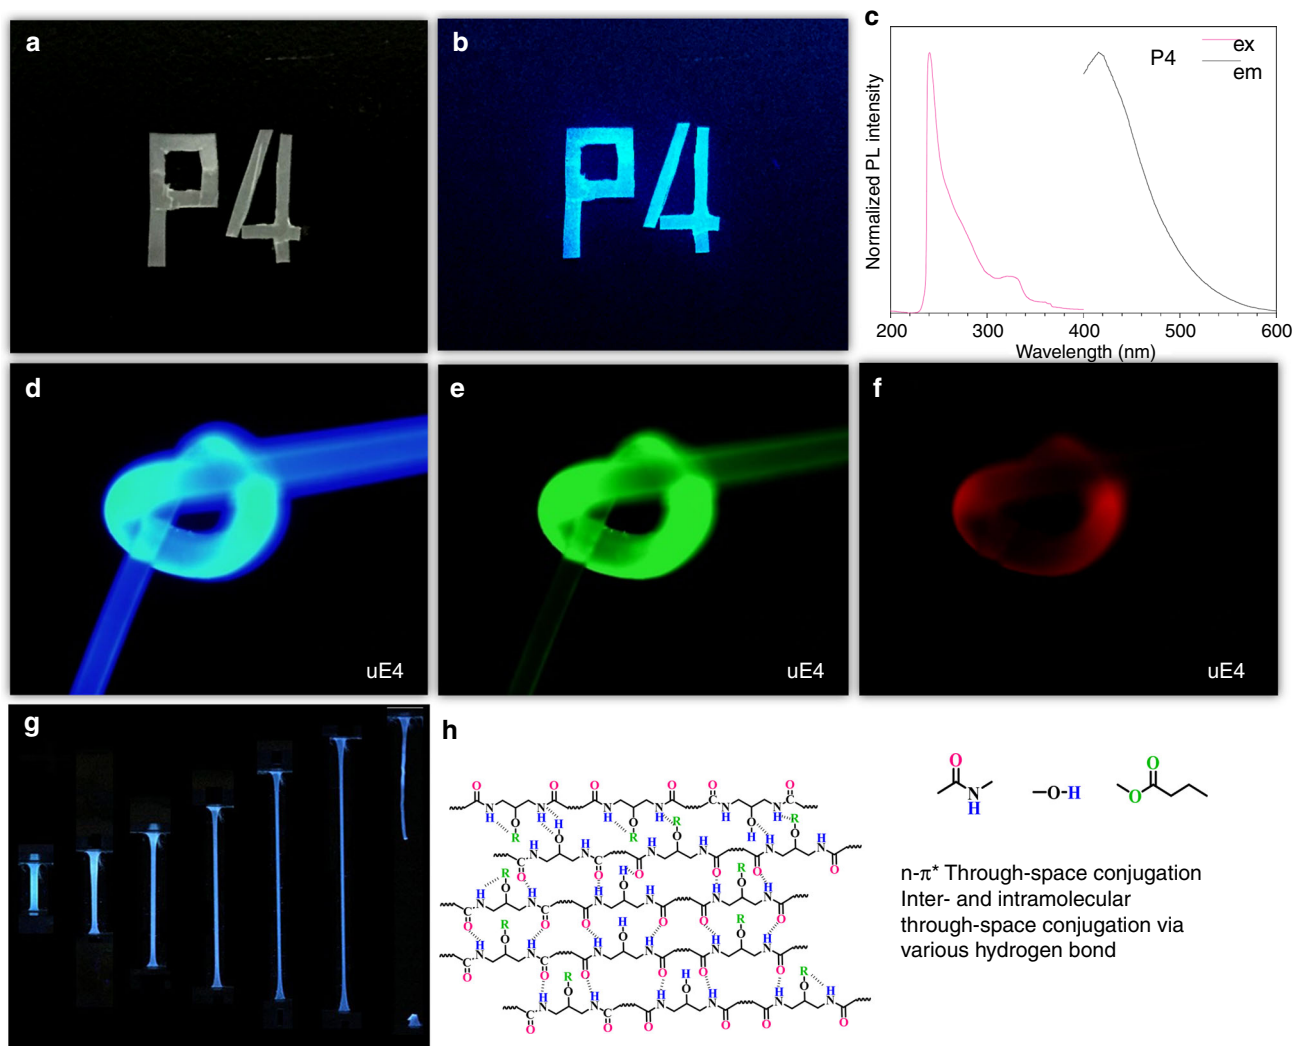 a
b
c
P4
P4
Normalized PL intensity
P4
ex
em
200
300
400
500
600
Wavelength (nm)
d
uE4
e
uE4
f
uE4
g
h
O
N
H
O
H
O
O
n-π* Through-space conjugation
Inter- and intramolecular
through-space conjugation via
various hydrogen bond